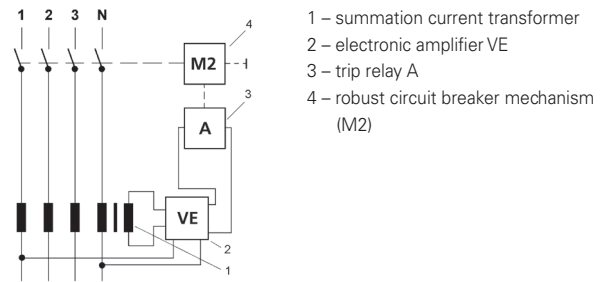 1 2 3 N
4
M2
3
A
VE
2
1
1 – summation current transformer
2 – electronic amplifier VE
3 – trip relay A
4 – robust circuit breaker mechanism
(M2)